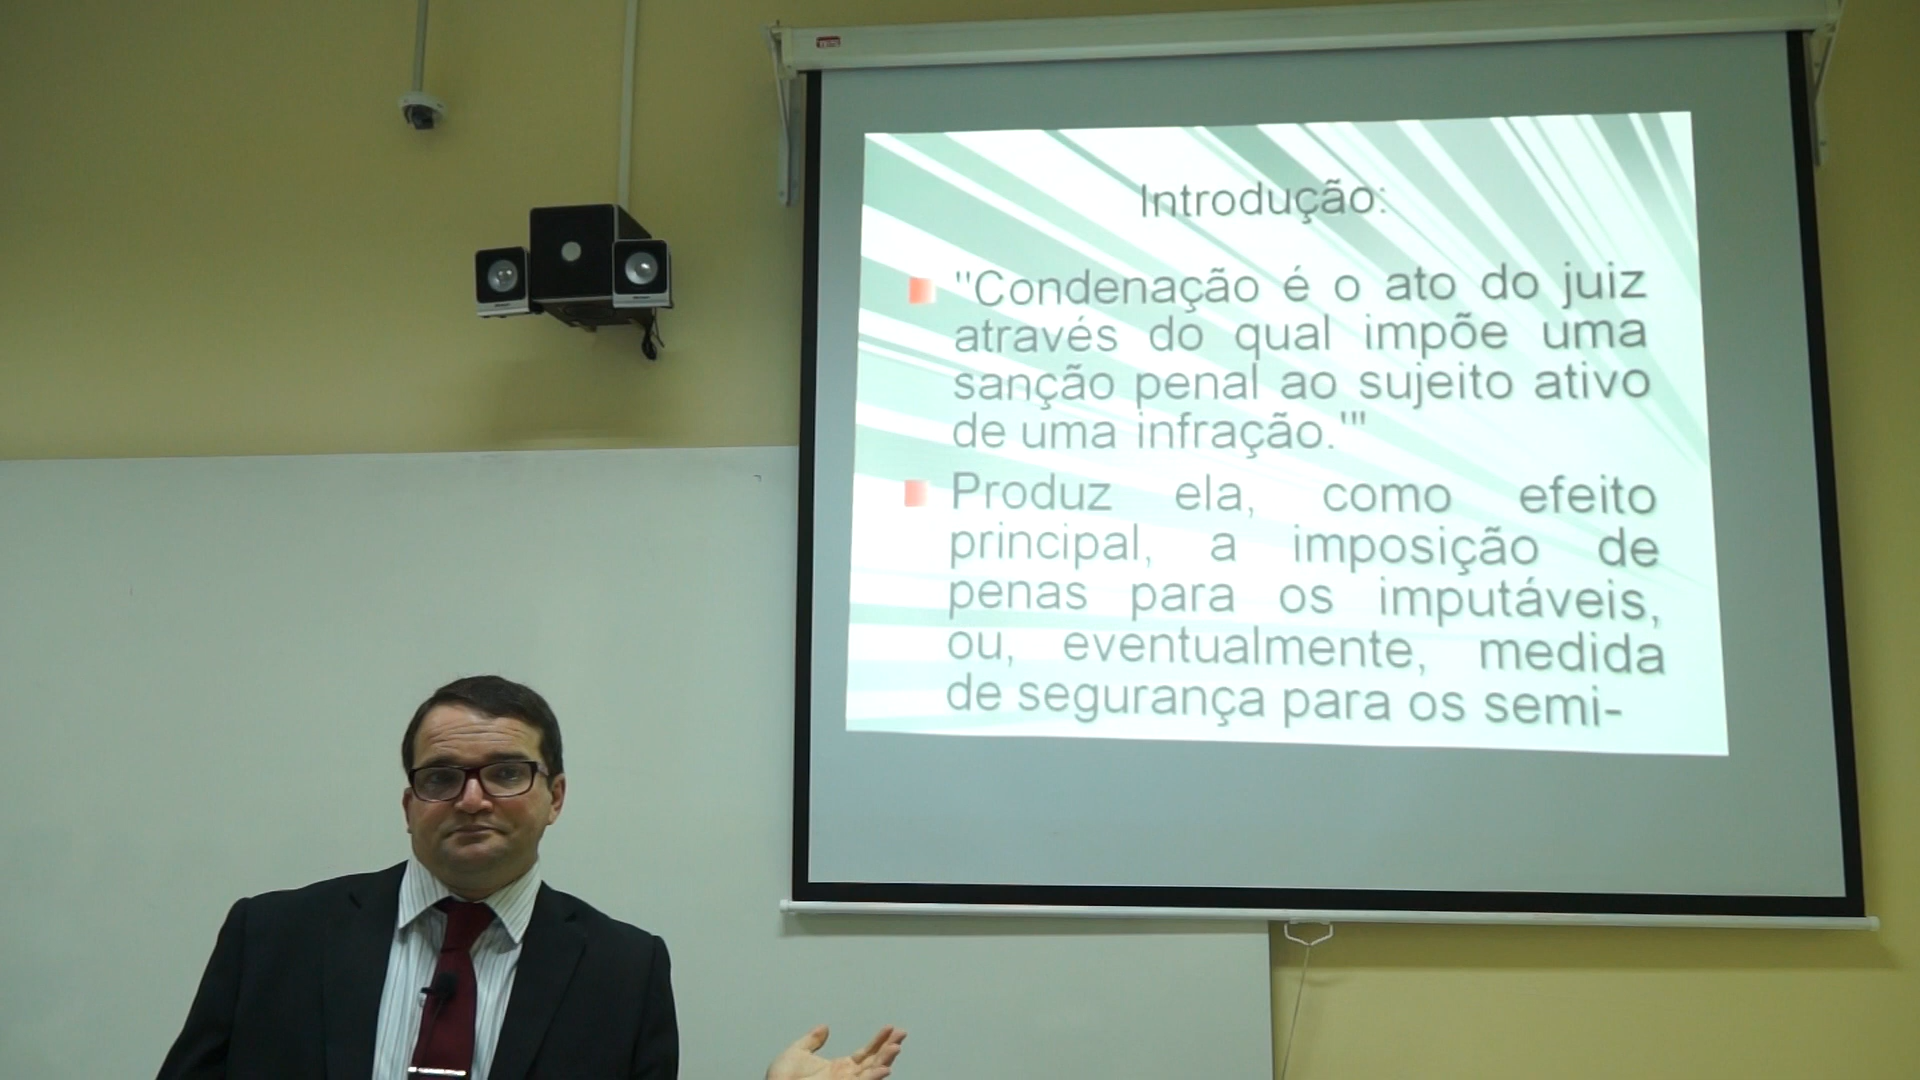 Introdução:
"Condenação é o ato do juiz
através do qual impõe uma
sanção penal ao sujeito ativo
de uma infração.'"
Produz ela, como efeito
principal, a imposição de
penas para os imputáveis,
ou, eventualmente, medida
de segurança para os semi-